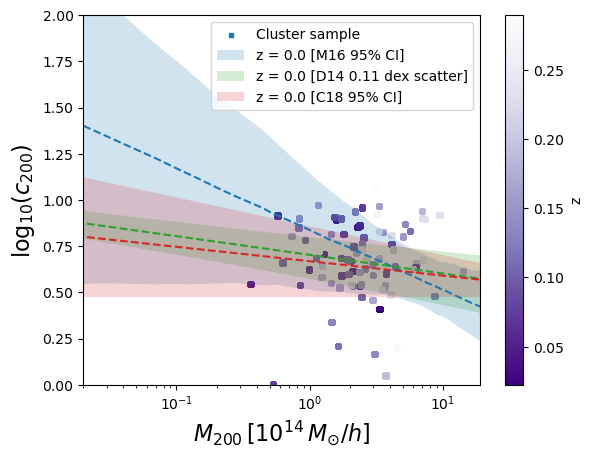 Cluster sample
z = 0.0 [M16 95% CI]
z = 0.0 [D14 0.11 dex scatter]
z = 0.0 [C18 95% CI]
2.00
1.75
1.50
1.25
1.00
0.75
0.50
0.25
0.00
log₁₀(c₂₀₀)
10⁻¹
10⁰
10¹
M₂₀₀ [10¹⁴ M⊙/h]
0.25
0.20
0.15
0.10
0.05
z